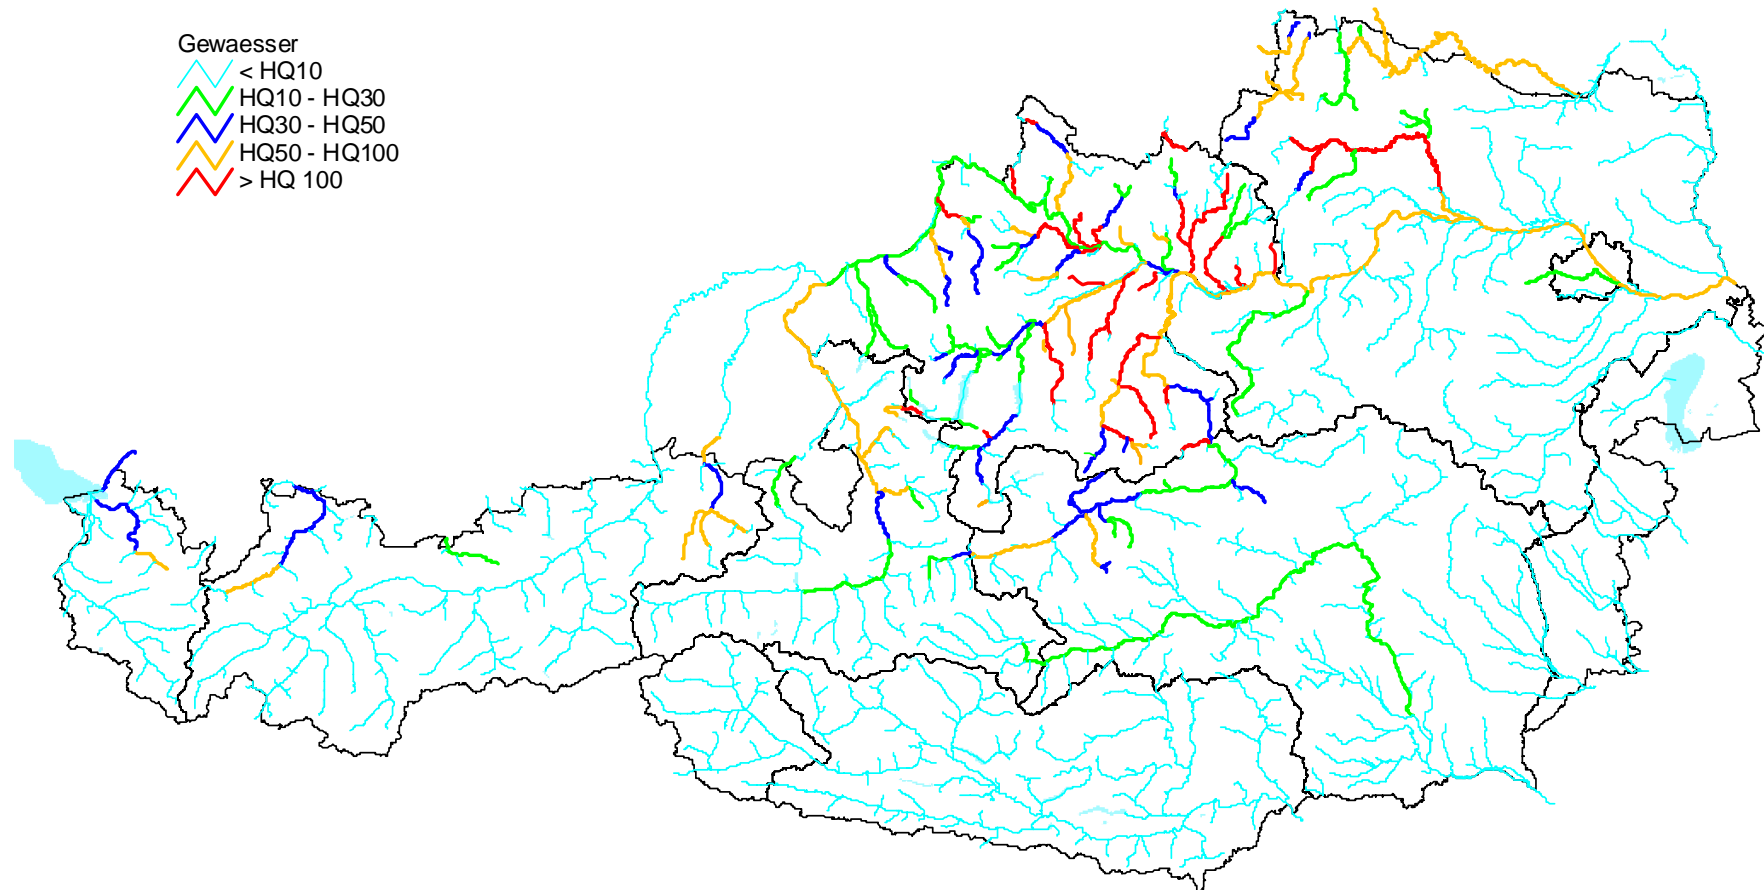 Gewaesser
< HQ10
HQ10 - HQ30
HQ30 - HQ50
HQ50 - HQ100
> HQ 100